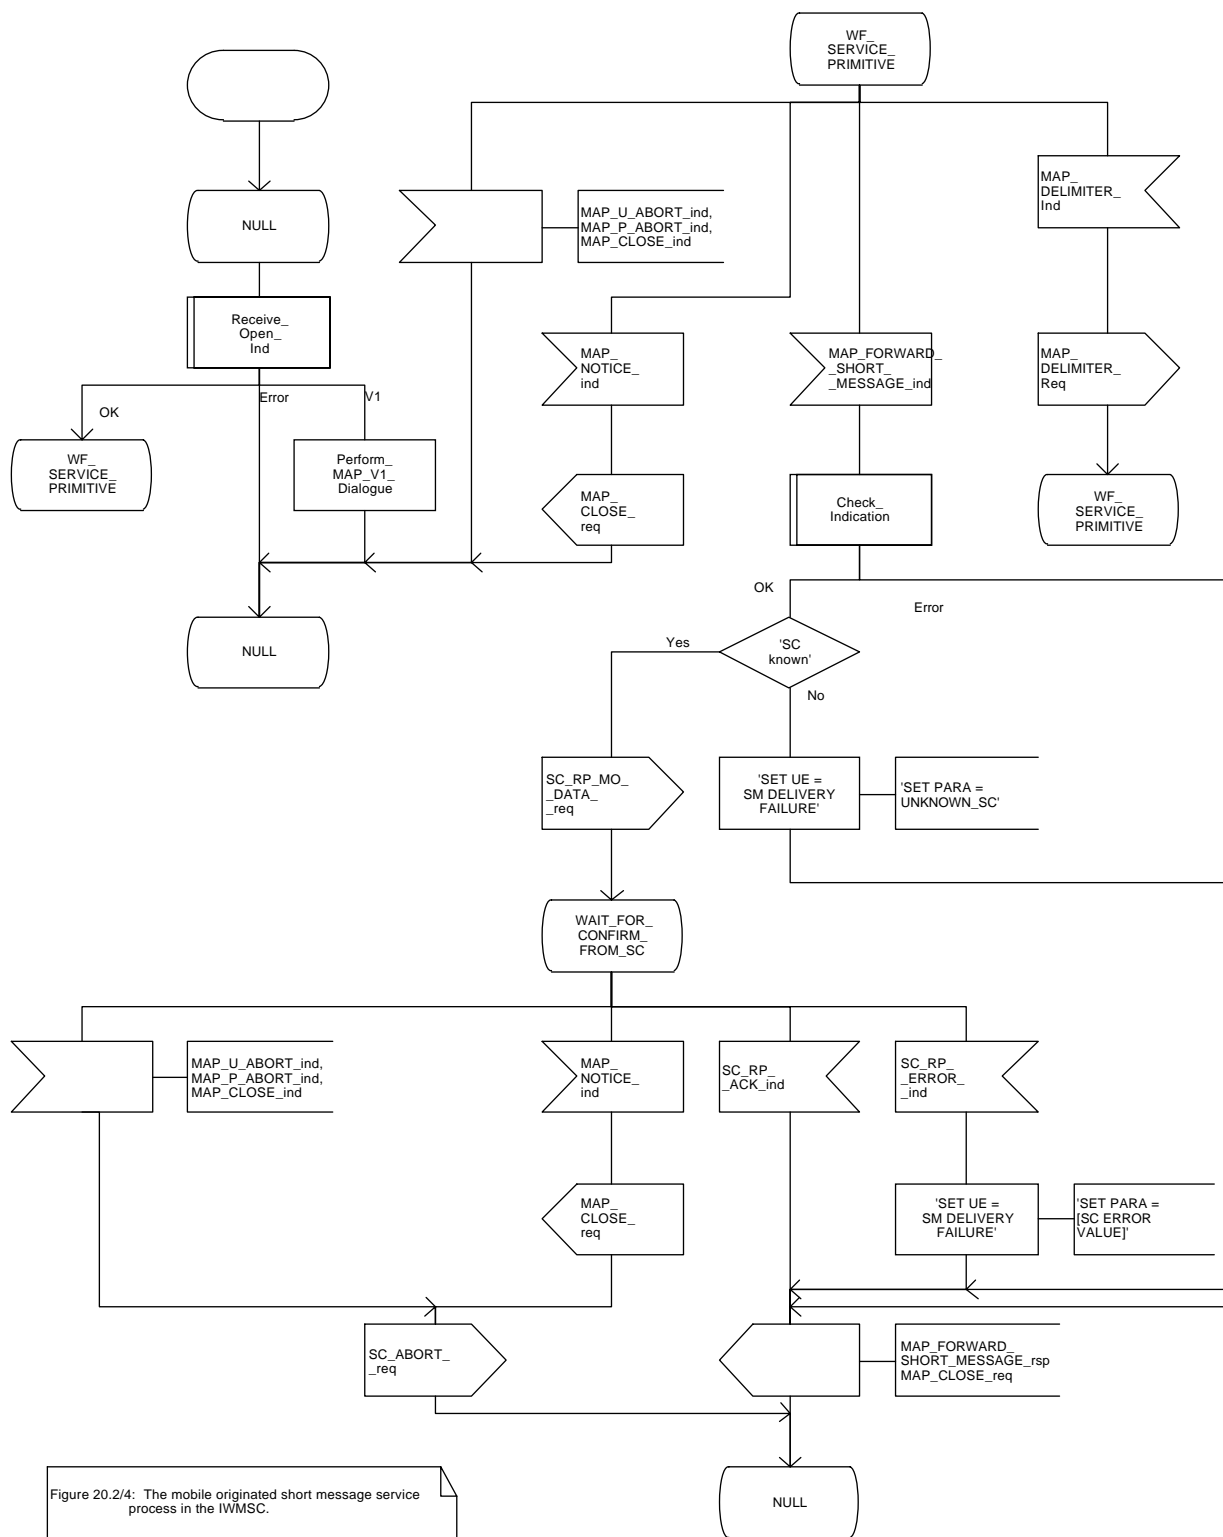 WF_
SERVICE_
PRIMITIVE
NULL
MAP_U_ABORT_ind,
MAP_P_ABORT_ind,
MAP_CLOSE_ind
MAP_
DELIMITER_
Ind
Receive_
Open_
Ind
MAP_
NOTICE_
ind
MAP_FORWARD_
_SHORT_
_MESSAGE_ind
MAP_
DELIMITER_
Req
OK
Error
V1
WF_
SERVICE_
PRIMITIVE
Perform_
MAP_V1_
Dialogue
MAP_
CLOSE_
req
Check_
Indication
WF_
SERVICE_
PRIMITIVE
OK
Error
NULL
Yes
'SC
known'
No
SC_RP_MO_
_DATA_
_req
'SET UE =
SM DELIVERY
FAILURE'
'SET PARA =
UNKNOWN_SC'
WAIT_FOR_
CONFIRM_
FROM_SC
MAP_U_ABORT_ind,
MAP_P_ABORT_ind,
MAP_CLOSE_ind
MAP_
NOTICE_
ind
SC_RP_
_ACK_ind
SC_RP_
_ERROR_
_ind
MAP_
CLOSE_
req
'SET UE =
SM DELIVERY
FAILURE'
'SET PARA =
[SC ERROR
VALUE]'
SC_ABORT_
_req
MAP_FORWARD_
SHORT_MESSAGE_rsp
MAP_CLOSE_req
NULL
Figure 20.2/4: The mobile originated short message service
process in the IWMSC.